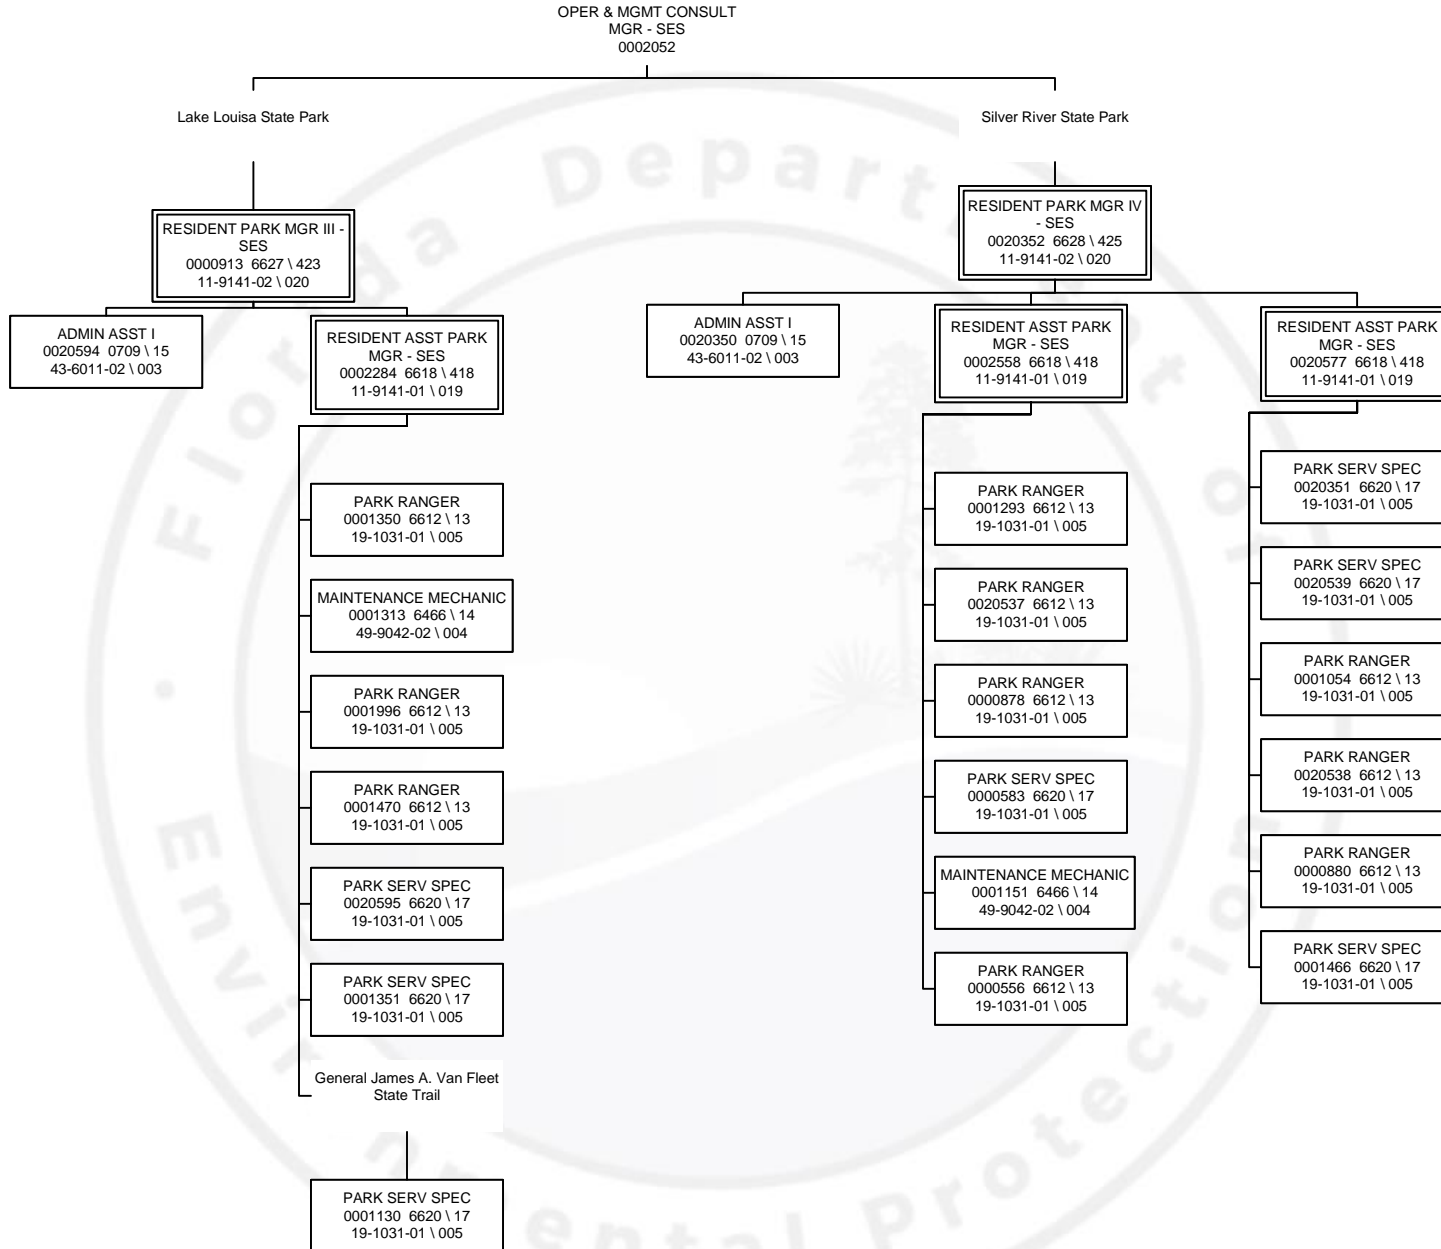 OPER & MGMT CONSULT
MGR - SES
0002052
Lake Louisa State Park
Silver River State Park
RESIDENT PARK MGR III -
SES
0000913 6627 \ 423
11-9141-02 \ 020
RESIDENT PARK MGR IV
- SES
0020352 6628 \ 425
11-9141-02 \ 020
ADMIN ASST I
0020594 0709 \ 15
43-6011-02 \ 003
RESIDENT ASST PARK
MGR - SES
0002284 6618 \ 418
11-9141-01 \ 019
ADMIN ASST I
0020350 0709 \ 15
43-6011-02 \ 003
RESIDENT ASST PARK
MGR - SES
0002558 6618 \ 418
11-9141-01 \ 019
RESIDENT ASST PARK
MGR - SES
0020577 6618 \ 418
11-9141-01 \ 019
PARK RANGER
0001350 6612 \ 13
19-1031-01 \ 005
MAINTENANCE MECHANIC
0001313 6466 \ 14
49-9042-02 \ 004
PARK RANGER
0001996 6612 \ 13
19-1031-01 \ 005
PARK RANGER
0001470 6612 \ 13
19-1031-01 \ 005
PARK SERV SPEC
0020595 6620 \ 17
19-1031-01 \ 005
PARK SERV SPEC
0001351 6620 \ 17
19-1031-01 \ 005
General James A. Van Fleet
State Trail
PARK SERV SPEC
0001130 6620 \ 17
19-1031-01 \ 005
PARK RANGER
0001293 6612 \ 13
19-1031-01 \ 005
PARK RANGER
0020537 6612 \ 13
19-1031-01 \ 005
PARK RANGER
0000878 6612 \ 13
19-1031-01 \ 005
PARK SERV SPEC
0000583 6620 \ 17
19-1031-01 \ 005
MAINTENANCE MECHANIC
0001151 6466 \ 14
49-9042-02 \ 004
PARK RANGER
0000556 6612 \ 13
19-1031-01 \ 005
PARK SERV SPEC
0020351 6620 \ 17
19-1031-01 \ 005
PARK SERV SPEC
0020539 6620 \ 17
19-1031-01 \ 005
PARK RANGER
0001054 6612 \ 13
19-1031-01 \ 005
PARK RANGER
0020538 6612 \ 13
19-1031-01 \ 005
PARK RANGER
0000880 6612 \ 13
19-1031-01 \ 005
PARK SERV SPEC
0001466 6620 \ 17
19-1031-01 \ 005
Florida Department of
Environmental Protection